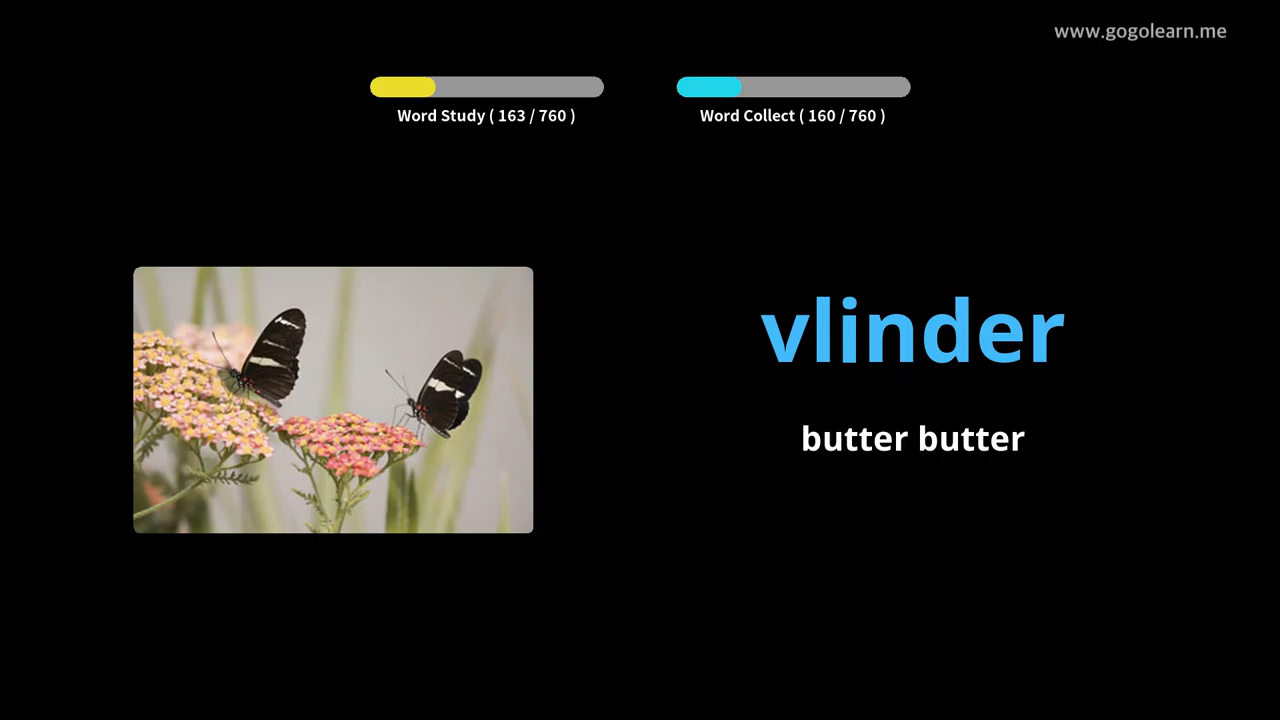 www.gogolearn.me
Word Study ( 163 / 760 )
Word Collect ( 160 / 760 )
vlinder
butter butter